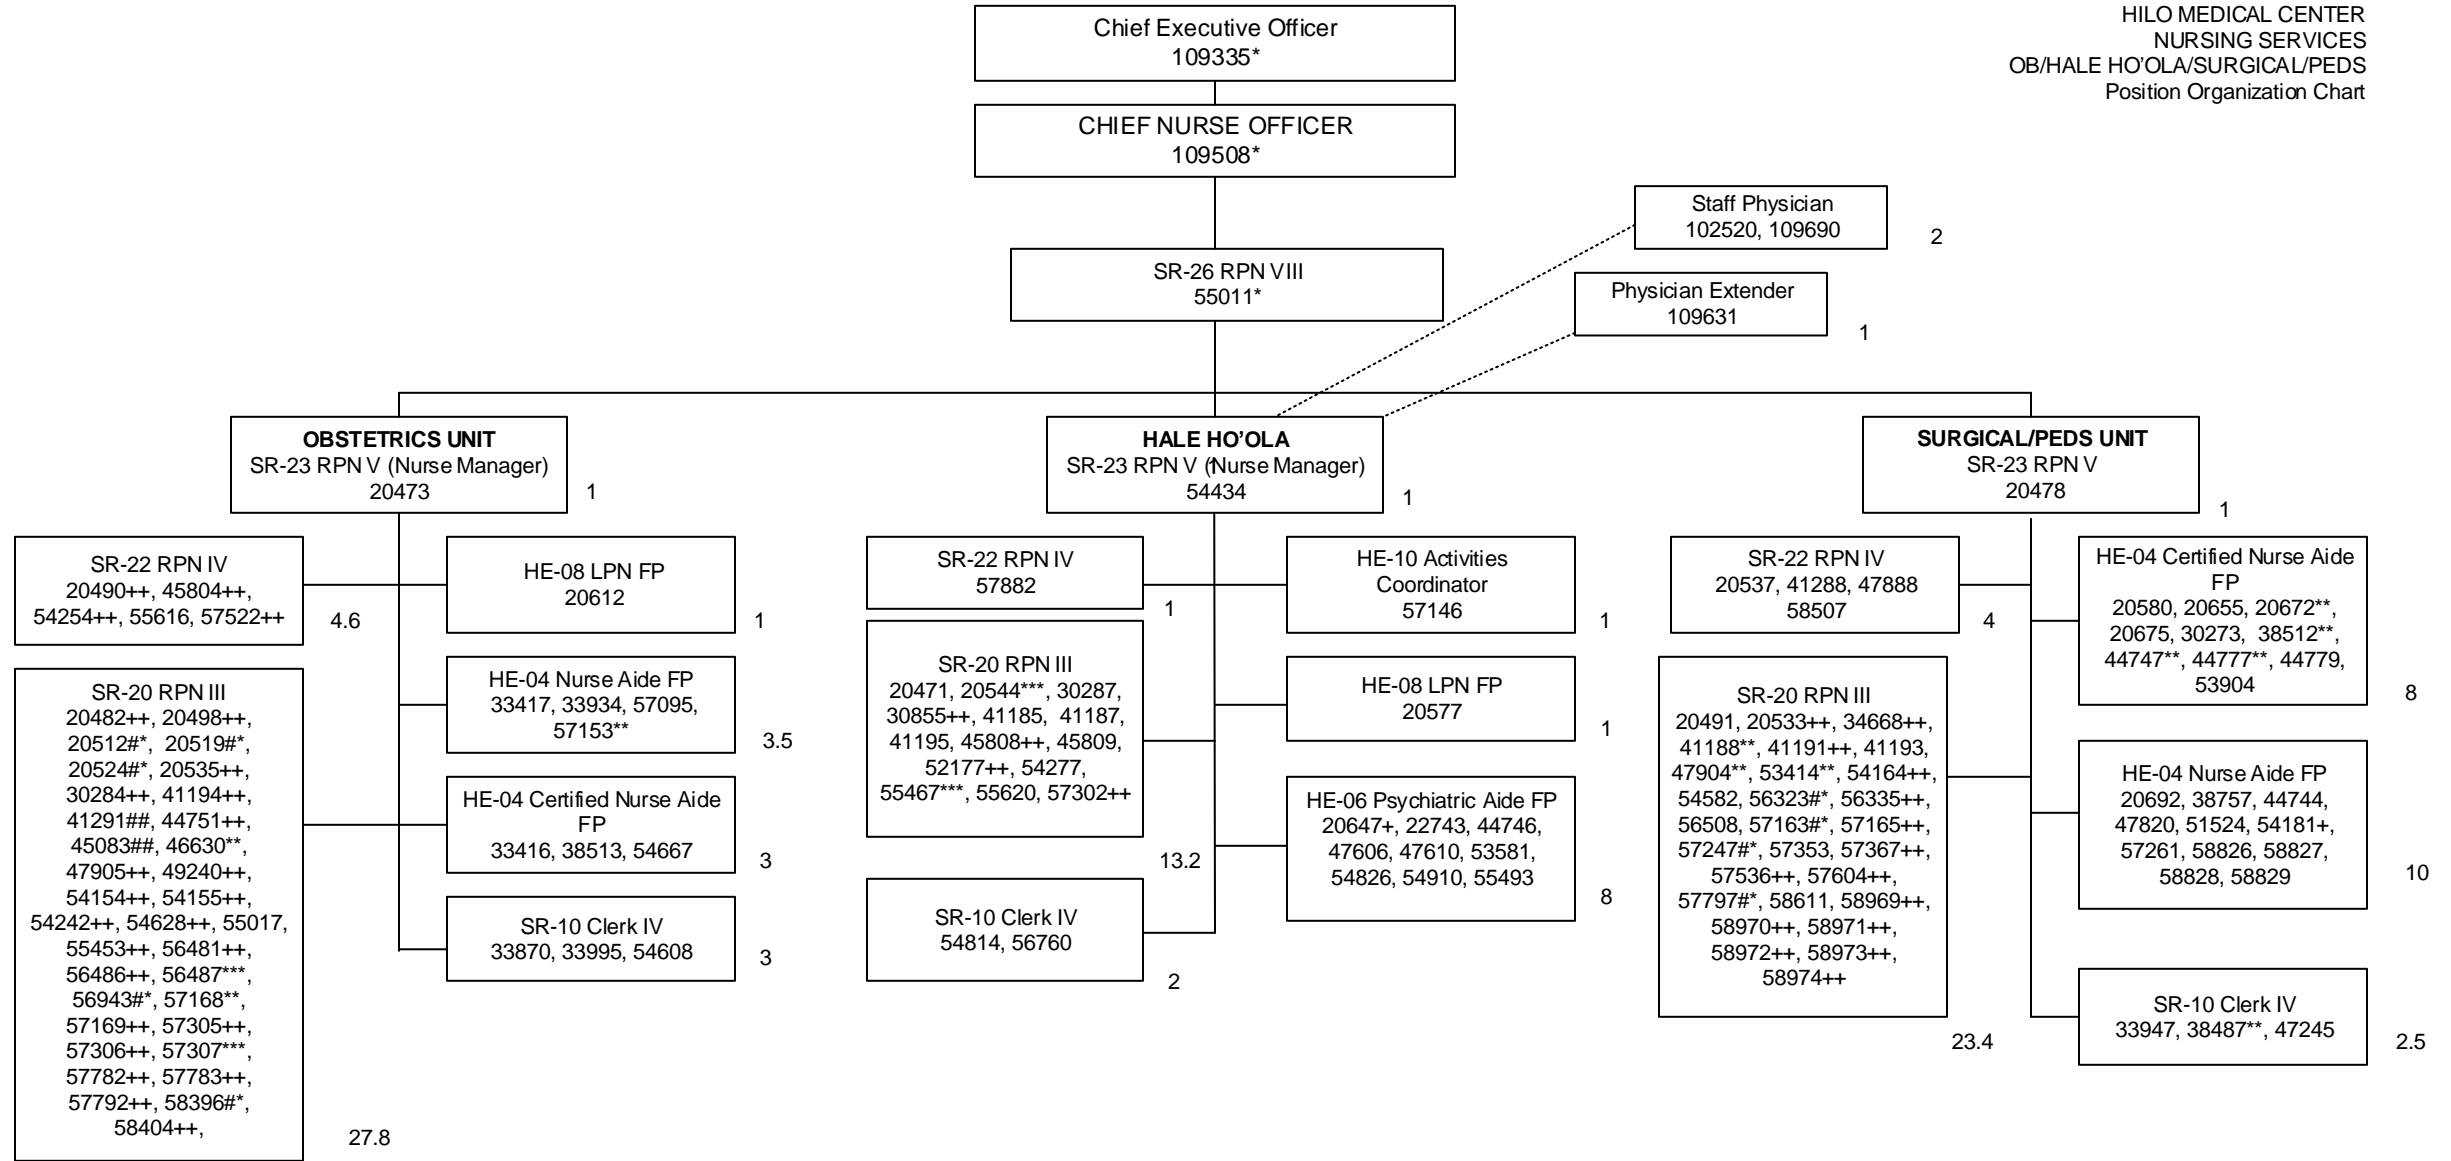 HILO MEDICAL CENTER
NURSING SERVICES
OB/HALE HO'OLA/SURGICAL/PEDS
Position Organization Chart
Chief Executive Officer
109335*
CHIEF NURSE OFFICER
109508*
Staff Physician
102520, 109690
2
SR-26 RPN VIII
55011*
Physician Extender
109631
1
OBSTETRICS UNIT
SR-23 RPN V (Nurse Manager)
20473
1
SR-22 RPN IV
20490++, 45804++,
54254++, 55616, 57522++
4.6
SR-20 RPN III
20482++, 20498++,
20512#*, 20519#*,
20524#*, 20535++,
30284++, 41194++,
41291##, 44751++,
45083##, 46630**,
47905++, 49240++,
54154++, 54155++,
54242++, 54628++, 55017,
55453++, 56481++,
56486++, 56487***,
56943#*, 57168**,
57169++, 57305++,
57306++, 57307***,
57782++, 57783++,
57792++, 58396#*,
58404++,
27.8
HE-08 LPN FP
20612
1
HE-04 Nurse Aide FP
33417, 33934, 57095,
57153**
3.5
HE-04 Certified Nurse Aide
FP
33416, 38513, 54667
3
SR-10 Clerk IV
33870, 33995, 54608
3
HALE HO'OLA
SR-23 RPN V (Nurse Manager)
54434
1
SR-22 RPN IV
57882
1
SR-20 RPN III
20471, 20544***, 30287,
30855++, 41185, 41187,
41195, 45808++, 45809,
52177++, 54277,
55467***, 55620, 57302++
13.2
SR-10 Clerk IV
54814, 56760
2
HE-10 Activities
Coordinator
57146
1
HE-08 LPN FP
20577
1
HE-06 Psychiatric Aide FP
20647+, 22743, 44746,
47606, 47610, 53581,
54826, 54910, 55493
8
SURGICAL/PEDS UNIT
SR-23 RPN V
20478
1
SR-22 RPN IV
20537, 41288, 47888
58507
4
SR-20 RPN III
20491, 20533++, 34668++,
41188**, 41191++, 41193,
47904**, 53414**, 54164++,
54582, 56323#*, 56335++,
56508, 57163#*, 57165++,
57247#*, 57353, 57367++,
57536++, 57604++,
57797#*, 58611, 58969++,
58970++, 58971++,
58972++, 58973++,
58974++
23.4
HE-04 Certified Nurse Aide
FP
20580, 20655, 20672**,
20675, 30273, 38512**,
44747**, 44777**, 44779,
53904
8
HE-04 Nurse Aide FP
20692, 38757, 44744,
47820, 51524, 54181+,
57261, 58826, 58827,
58828, 58829
10
SR-10 Clerk IV
33947, 38487**, 47245
2.5